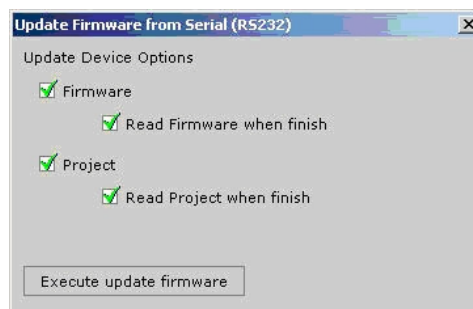 Update Firmware from Serial (RS232)
Update Device Options
Firmware
Read Firmware when finish
Project
Read Project when finish
Execute update firmware